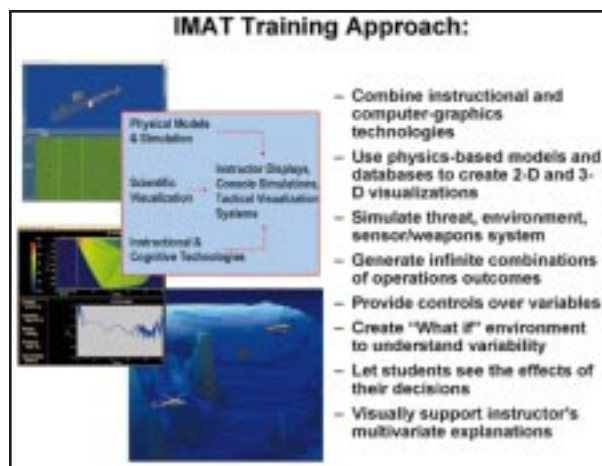 IMAT Training Approach:
Physical Models
& Simulation
Scientific
Visualization
Instructor Displays,
Console Simulations,
Tactical Visualization
Systems
Instructional &
Cognitive Technologies
– Combine instructional and
computer-graphics
technologies
– Use physics-based models and
databases to create 2-D and 3-
D visualizations
– Simulate threat, environment,
sensor/weapons system
– Generate infinite combinations
of operations outcomes
– Provide controls over variables
– Create "What if" environment
to understand variability
– Let students see the effects of
their decisions
– Visually support instructor's
multivariate explanations